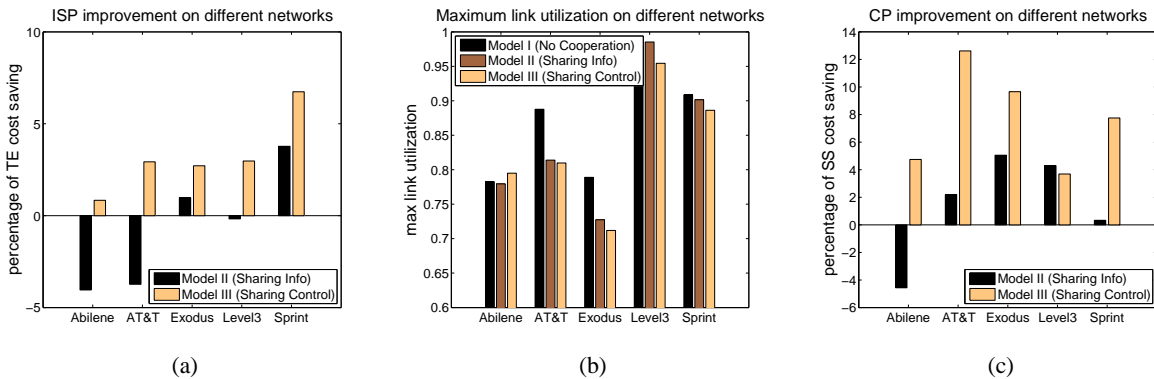 ISP improvement on different networks
percentage of TE cost saving
10
5
0
−5
Abilene AT&T Exodus Level3 Sprint
Model II (Sharing Info)
Model III (Sharing Control)
(a)
Maximum link utilization on different networks
max link utilization
1
0.95
0.9
0.85
0.8
0.75
0.7
0.65
0.6
Model I (No Cooperation)
Model II (Sharing Info)
Model III (Sharing Control)
Abilene AT&T Exodus Level3 Sprint
(b)
CP improvement on different networks
percentage of SS cost saving
14
12
10
8
6
4
2
0
−2
−4
−6
Model II (Sharing Info)
Model III (Sharing Control)
Abilene AT&T Exodus Level3 Sprint
(c)